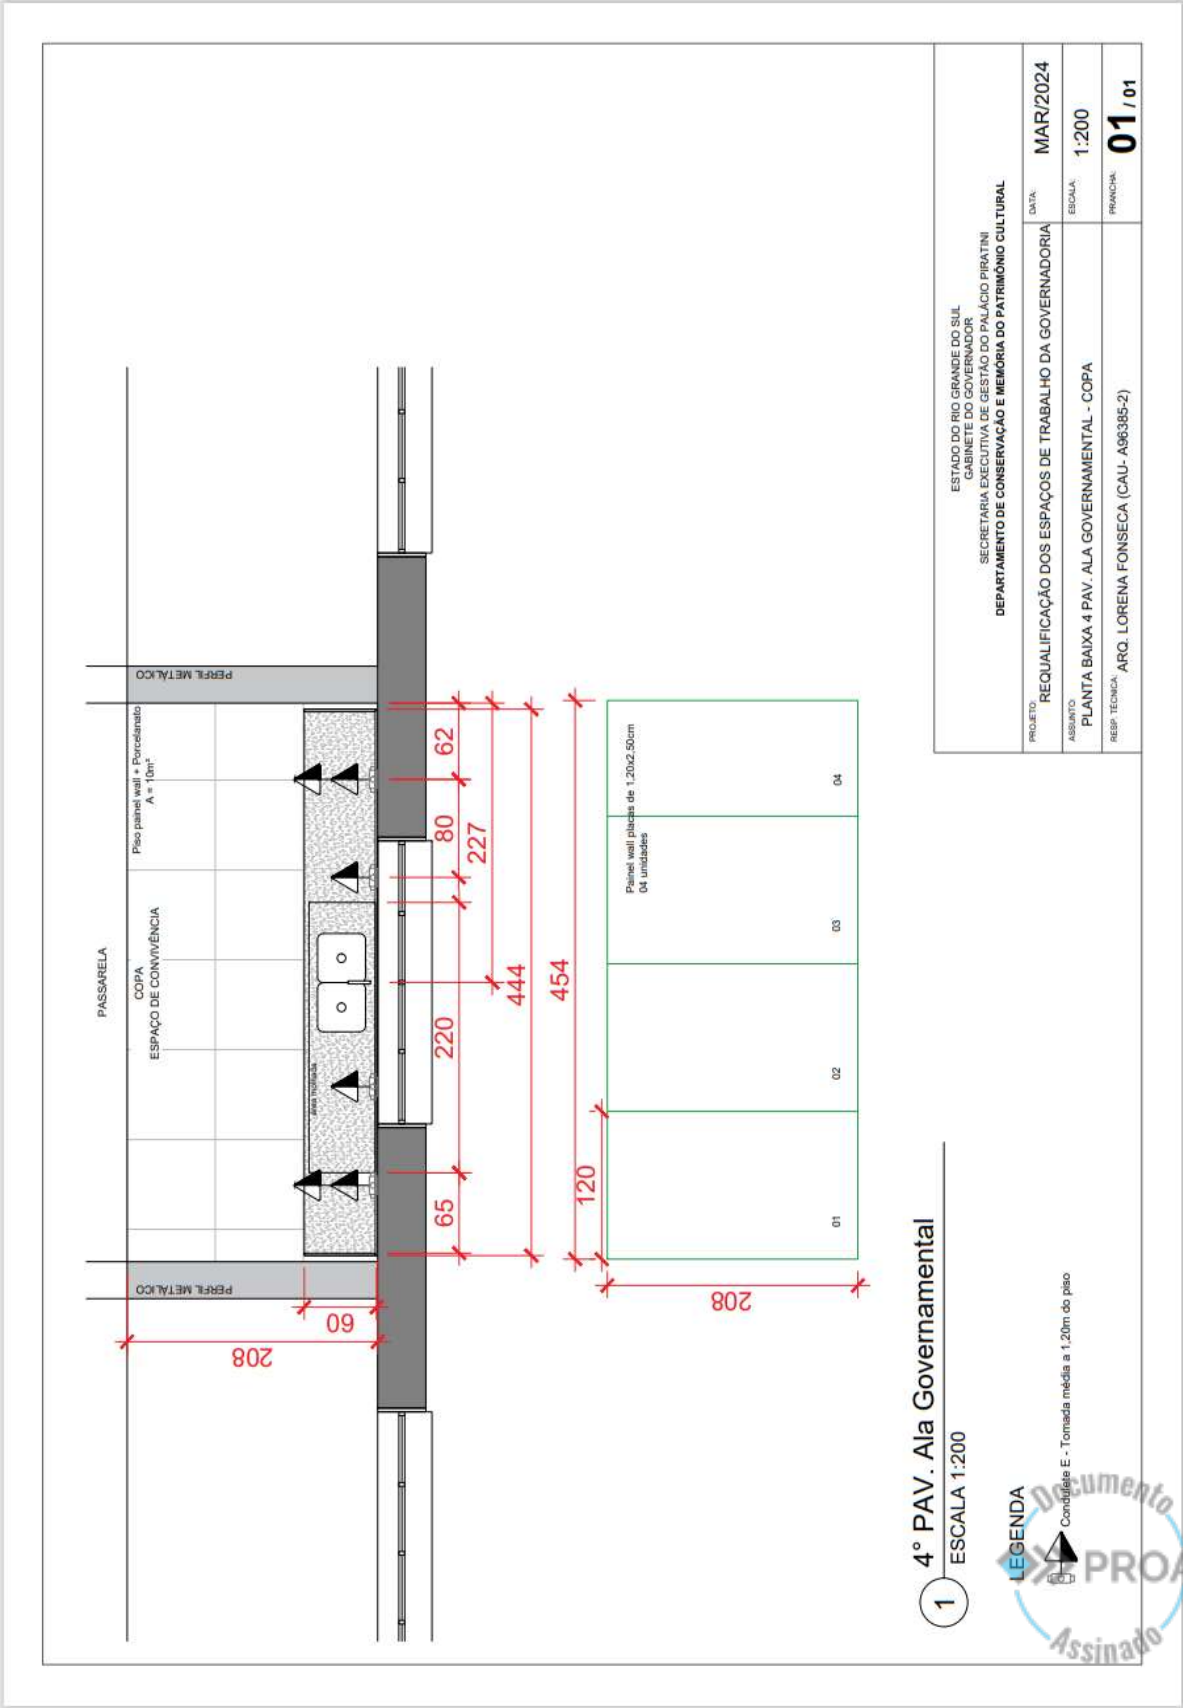 PASSARELA
COPA
ESPAÇO DE CONVIVÊNCIA
Piso painel wall + Porcelanato
A = 10m²
PERFIL METÁLICO
PERFIL METÁLICO
Área molhada
208
60
65
220
80
62
227
444
454
120
208
Painel wall placas de 1,20x2,50cm
04 unidades
01
02
03
04
1
4° PAV. Ala Governamental
ESCALA 1:200
LEGENDA
Condulete E - Tomada média a 1,20m do piso
ESTADO DO RIO GRANDE DO SUL
GABINETE DO GOVERNADOR
SECRETARIA EXECUTIVA DE GESTÃO DO PALÁCIO PIRATINI
DEPARTAMENTO DE CONSERVAÇÃO E MEMÓRIA DO PATRIMÔNIO CULTURAL
PROJETO:
REQUALIFICAÇÃO DOS ESPAÇOS DE TRABALHO DA GOVERNADORIA
DATA:
MAR/2024
ASSUNTO:
PLANTA BAIXA 4 PAV. ALA GOVERNAMENTAL - COPA
ESCALA:
1:200
RESP. TÉCNICA:
ARQ. LORENA FONSECA (CAU- A96385-2)
PRANCHA:
01 / 01
Documento
PROA
Assinado